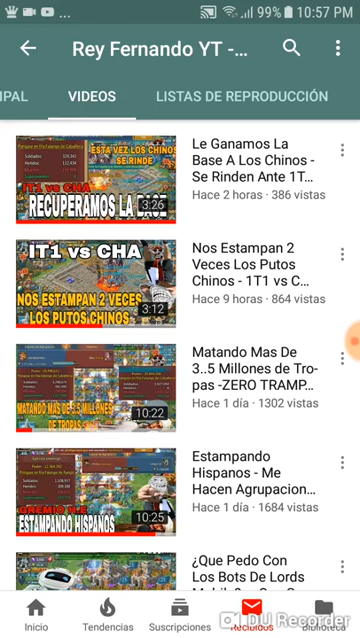 99% 10:57 PM
Rey Fernando YT -...
IPAL VIDEOS LISTAS DE REPRODUCCIÓN
ESTA VEZ LOS CHINOS
SE RINDEN
IT1 vs CHA
RECUPERAMOS LA BASE
3:26
Le Ganamos La
Base A Los Chinos -
Se Rinden Ante 1T...
Hace 2 horas · 386 vistas
IT1 vs CHA
NOS ESTAMPAN 2 VECES
LOS PUTOS CHINOS
3:12
Nos Estampan 2
Veces Los Putos
Chinos - 1T1 vs C...
Hace 9 horas · 864 vistas
MATANDO MAS DE 3.5 MILLONES
DE TROPAS
10:22
Matando Mas De
3..5 Millones De Tro-
pas -ZERO TRAMP...
Hace 1 día · 1302 vistas
GREMIO H.E
ESTAMPANDO HISPANOS
10:25
Estampando
Hispanos - Me
Hacen Agrupacion...
Hace 1 día · 1684 vistas
¿Que Pedo Con
Los Bots De Lords
Inicio Tendencias Suscripciones Recibidos Biblioteca
DU Recorder